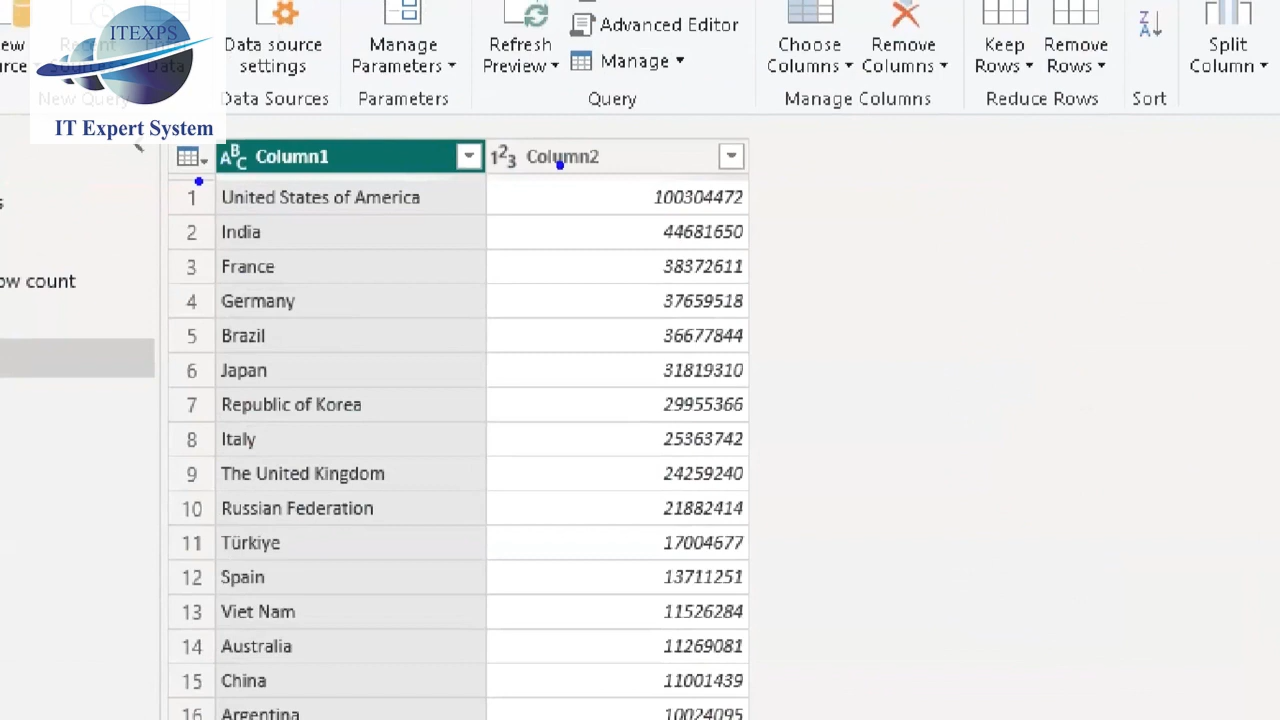 ITEXPS
IT Expert System
Data source
settings
Data Sources
Manage
Parameters
Parameters
Refresh
Preview
Advanced Editor
Manage
Query
Choose
Columns
Remove
Columns
Manage Columns
Keep
Rows
Remove
Rows
Reduce Rows
Z
A
Sort
Split
Column
New Query
ow count
ABC Column1 123 Column2
1 United States of America 100304472
2 India 44681650
3 France 38372611
4 Germany 37659518
5 Brazil 36677844
6 Japan 31819310
7 Republic of Korea 29955366
8 Italy 25363742
9 The United Kingdom 24259240
10 Russian Federation 21882414
11 Türkiye 17004677
12 Spain 13711251
13 Viet Nam 11526284
14 Australia 11269081
15 China 11001439
16 Argentina 10024095